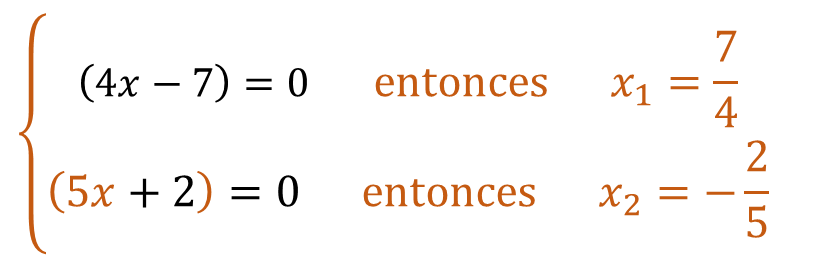 (4x − 7) = 0 entonces x₁ = 7/4
(5x + 2) = 0 entonces x₂ = −2/5